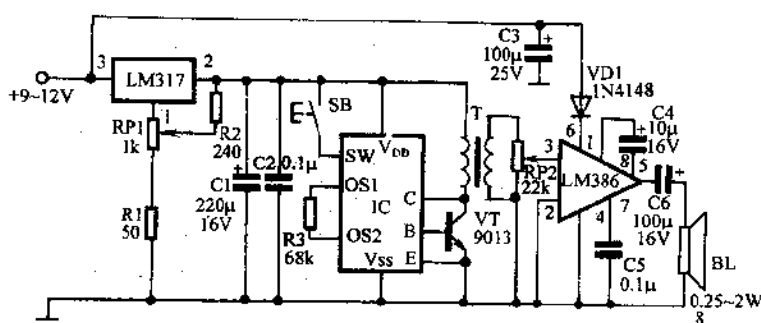 +9~12V
3
LM317
2
1
RP1
1k
R2
240
R1
50
C1
220μ
16V
C2
0.1μ
SB
SW
V_DD
OS1
IC
OS2
C
B
E
V_SS
R3
68k
T
VT
9013
RP2
22k
C3
100μ
25V
VD1
1N4148
6
1
3
2
LM386
8
5
4
7
C4
10μ
16V
C6
100μ
16V
C5
0.1μ
BL
0.25~2W
8